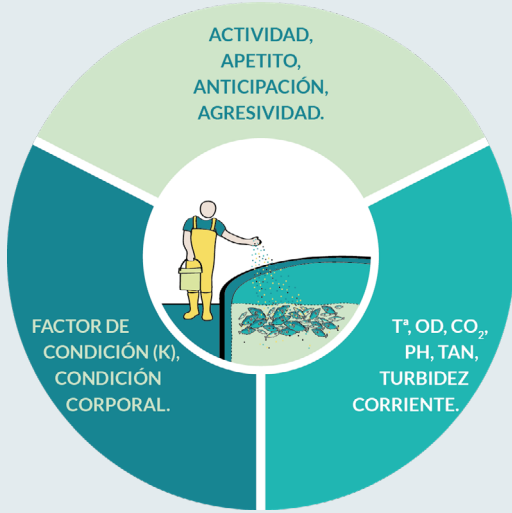 ACTIVIDAD,
APETITO,
ANTICIPACIÓN,
AGRESIVIDAD.
FACTOR DE
CONDICIÓN (K),
CONDICIÓN
CORPORAL.
Tª, OD, CO₂,
PH, TAN,
TURBIDEZ
CORRIENTE.